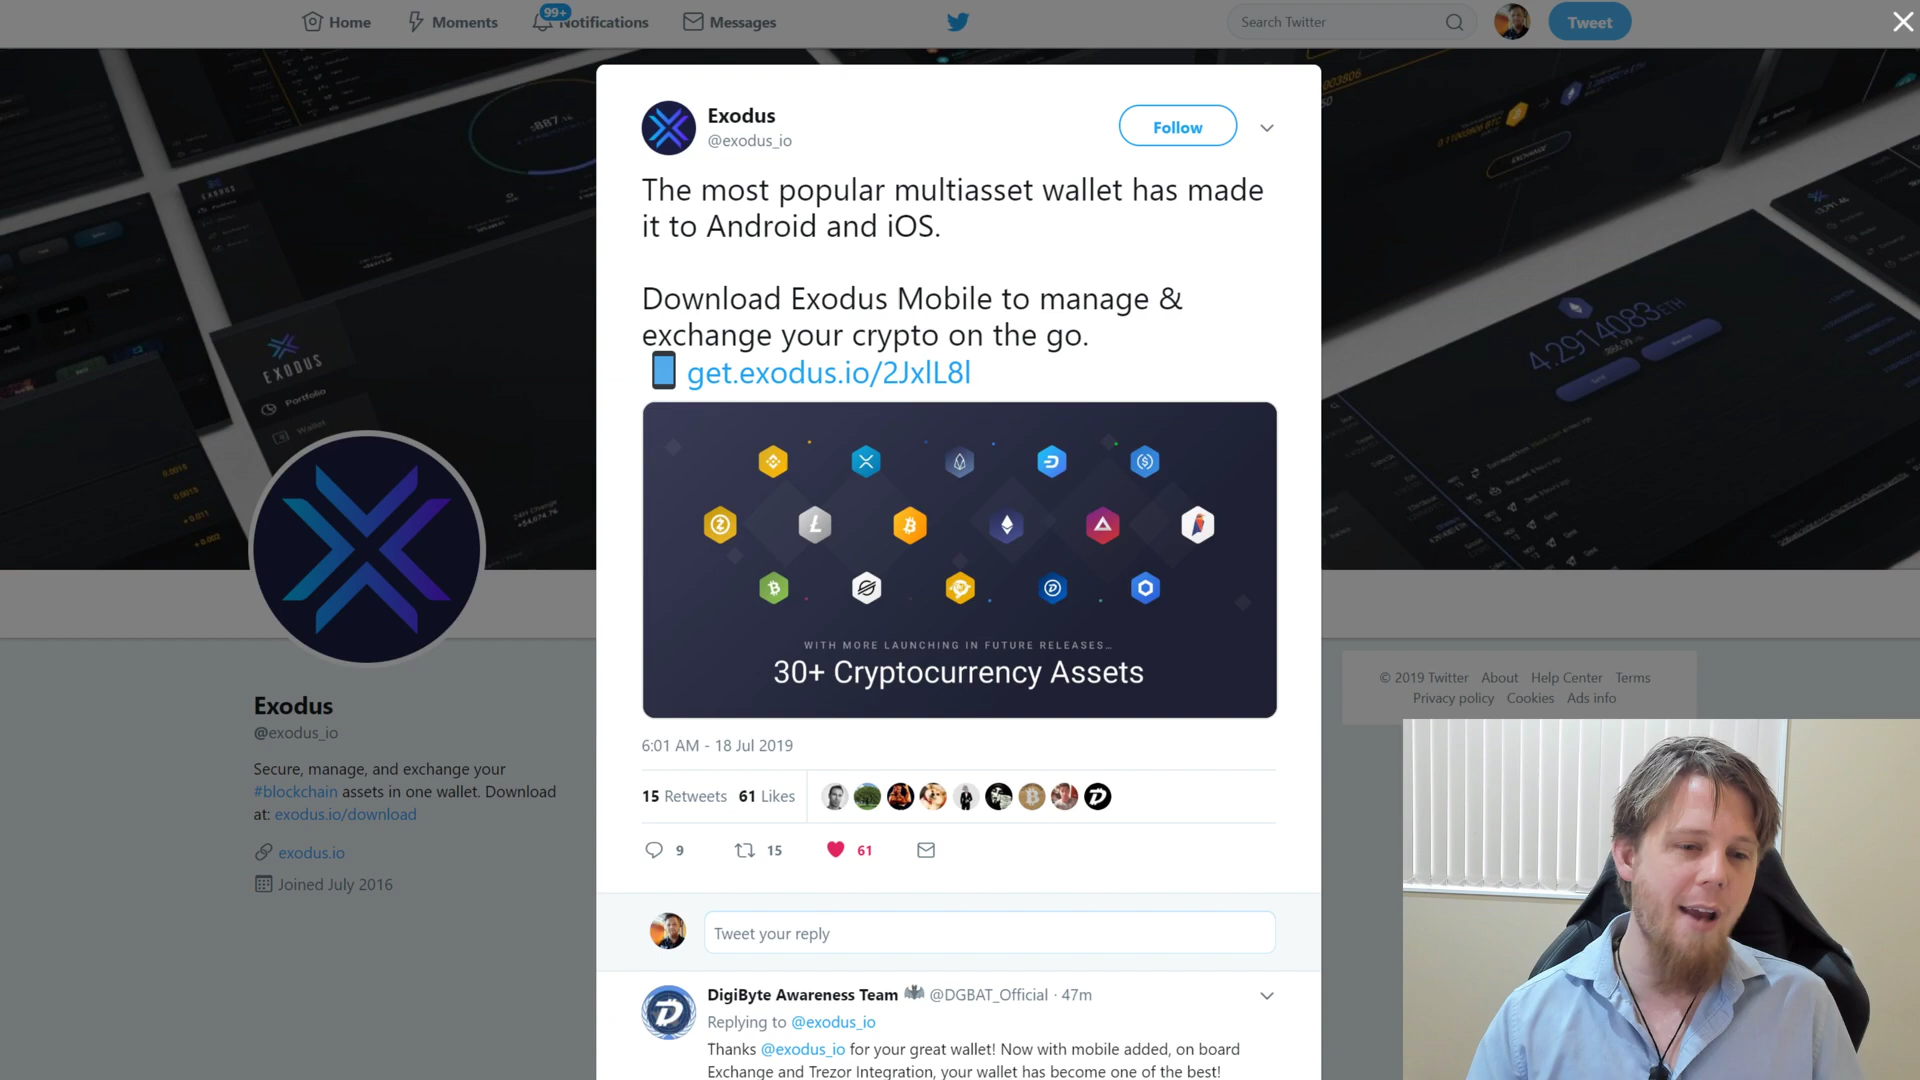 Home
Moments
99+
Notifications
Messages
Search Twitter
Tweet
Exodus
@exodus_io
Follow
The most popular multiasset wallet has made
it to Android and iOS.
Download Exodus Mobile to manage &
exchange your crypto on the go.
get.exodus.io/2JxlL8l
WITH MORE LAUNCHING IN FUTURE RELEASES...
30+ Cryptocurrency Assets
6:01 AM - 18 Jul 2019
15 Retweets 61 Likes
9 15 61
Tweet your reply
DigiByte Awareness Team @DGBAT_Official · 47m
Replying to @exodus_io
Thanks @exodus_io for your great wallet! Now with mobile added, on board
Exchange and Trezor Integration, your wallet has become one of the best!
EXODUS
Portfolio
Wallet
EXCHANGE
4.2914083 ETH
Exodus
@exodus_io
Secure, manage, and exchange your
#blockchain assets in one wallet. Download
at: exodus.io/download
exodus.io
Joined July 2016
© 2019 Twitter About Help Center Terms
Privacy policy Cookies Ads info